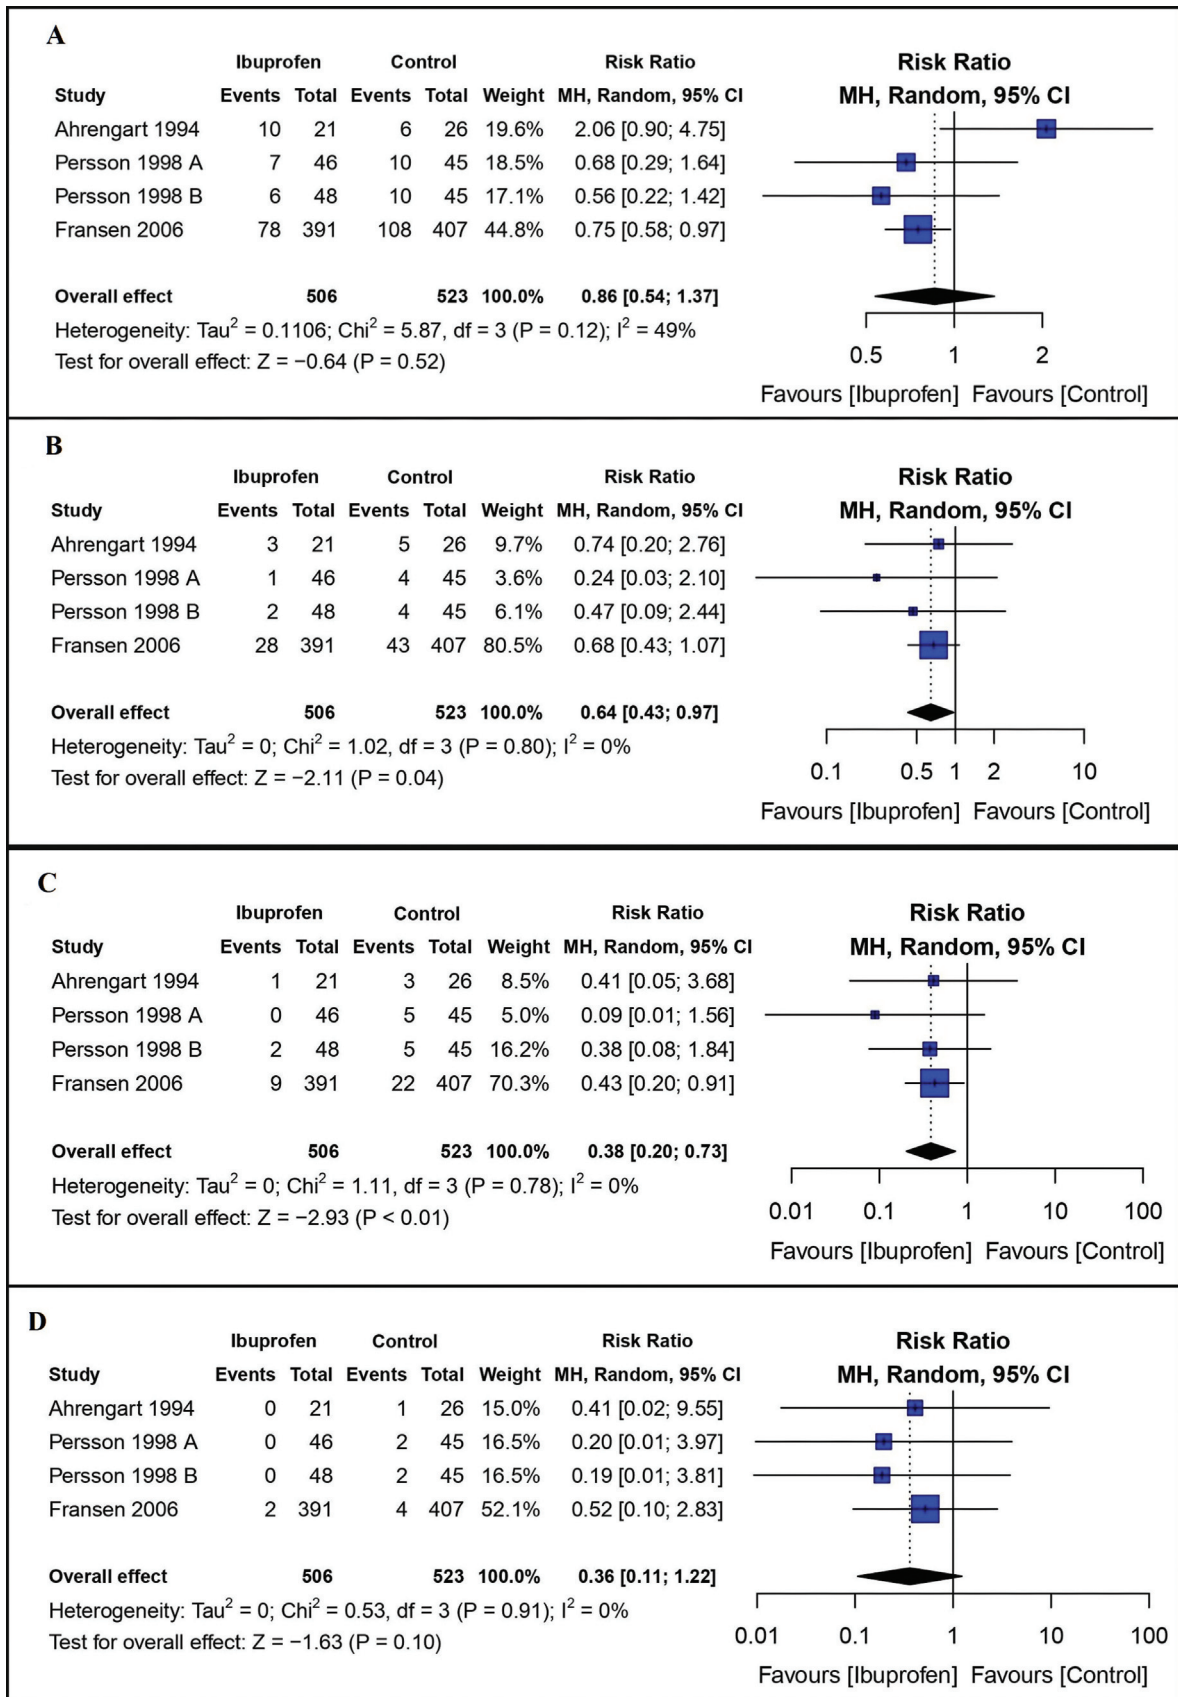 A
Ibuprofen Control Risk Ratio Risk Ratio
Study Events Total Events Total Weight MH, Random, 95% CI MH, Random, 95% CI
Ahrengart 1994 10 21 6 26 19.6% 2.06 [0.90; 4.75]
Persson 1998 A 7 46 10 45 18.5% 0.68 [0.29; 1.64]
Persson 1998 B 6 48 10 45 17.1% 0.56 [0.22; 1.42]
Fransen 2006 78 391 108 407 44.8% 0.75 [0.58; 0.97]
Overall effect 506 523 100.0% 0.86 [0.54; 1.37]
Heterogeneity: Tau² = 0.1106; Chi² = 5.87, df = 3 (P = 0.12); I² = 49%
Test for overall effect: Z = −0.64 (P = 0.52)
0.5 1 2
Favours [Ibuprofen] Favours [Control]
B
Ibuprofen Control Risk Ratio Risk Ratio
Study Events Total Events Total Weight MH, Random, 95% CI MH, Random, 95% CI
Ahrengart 1994 3 21 5 26 9.7% 0.74 [0.20; 2.76]
Persson 1998 A 1 46 4 45 3.6% 0.24 [0.03; 2.10]
Persson 1998 B 2 48 4 45 6.1% 0.47 [0.09; 2.44]
Fransen 2006 28 391 43 407 80.5% 0.68 [0.43; 1.07]
Overall effect 506 523 100.0% 0.64 [0.43; 0.97]
Heterogeneity: Tau² = 0; Chi² = 1.02, df = 3 (P = 0.80); I² = 0%
Test for overall effect: Z = −2.11 (P = 0.04)
0.1 0.5 1 2 10
Favours [Ibuprofen] Favours [Control]
C
Ibuprofen Control Risk Ratio Risk Ratio
Study Events Total Events Total Weight MH, Random, 95% CI MH, Random, 95% CI
Ahrengart 1994 1 21 3 26 8.5% 0.41 [0.05; 3.68]
Persson 1998 A 0 46 5 45 5.0% 0.09 [0.01; 1.56]
Persson 1998 B 2 48 5 45 16.2% 0.38 [0.08; 1.84]
Fransen 2006 9 391 22 407 70.3% 0.43 [0.20; 0.91]
Overall effect 506 523 100.0% 0.38 [0.20; 0.73]
Heterogeneity: Tau² = 0; Chi² = 1.11, df = 3 (P = 0.78); I² = 0%
Test for overall effect: Z = −2.93 (P < 0.01)
0.01 0.1 1 10 100
Favours [Ibuprofen] Favours [Control]
D
Ibuprofen Control Risk Ratio Risk Ratio
Study Events Total Events Total Weight MH, Random, 95% CI MH, Random, 95% CI
Ahrengart 1994 0 21 1 26 15.0% 0.41 [0.02; 9.55]
Persson 1998 A 0 46 2 45 16.5% 0.20 [0.01; 3.97]
Persson 1998 B 0 48 2 45 16.5% 0.19 [0.01; 3.81]
Fransen 2006 2 391 4 407 52.1% 0.52 [0.10; 2.83]
Overall effect 506 523 100.0% 0.36 [0.11; 1.22]
Heterogeneity: Tau² = 0; Chi² = 0.53, df = 3 (P = 0.91); I² = 0%
Test for overall effect: Z = −1.63 (P = 0.10)
0.01 0.1 1 10 100
Favours [Ibuprofen] Favours [Control]